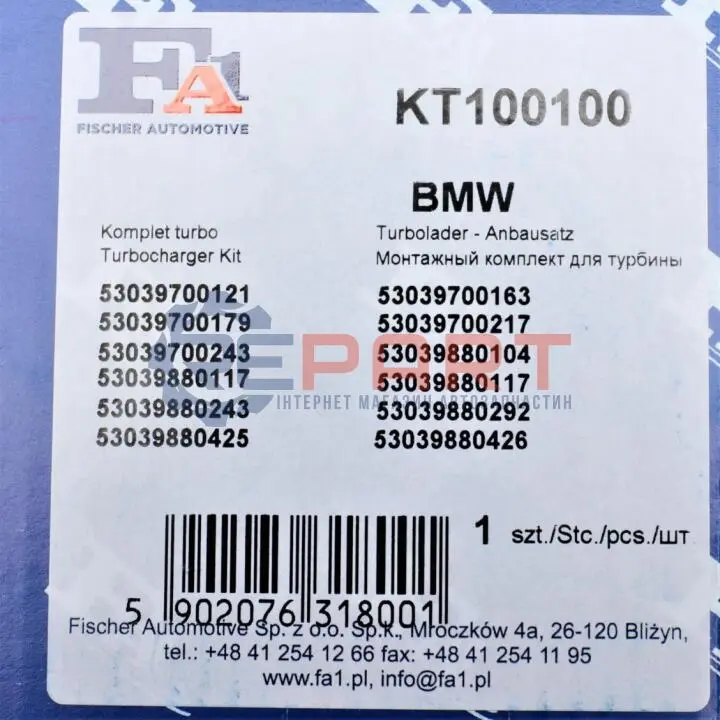 FA1
FISCHER AUTOMOTIVE
KT100100
BMW
Komplet turbo
Turbocharger Kit
Turbolader - Anbausatz
Монтажный комплект для турбины
53039700121
53039700179
53039700243
53039880117
53039880243
53039880425
53039700163
53039700217
53039880104
53039880117
53039880292
53039880426
EPART
ІНТЕРНЕТ МАГАЗИН АВТОЗАПЧАСТИН
1 szt./Stc./pcs./шт
5 902076 318001
Fischer Automotive Sp. z o.o. Sp.k., Mroczków 4a, 26-120 Bliżyn,
tel.: +48 41 254 12 66 fax: +48 41 254 11 95
www.fa1.pl, info@fa1.pl